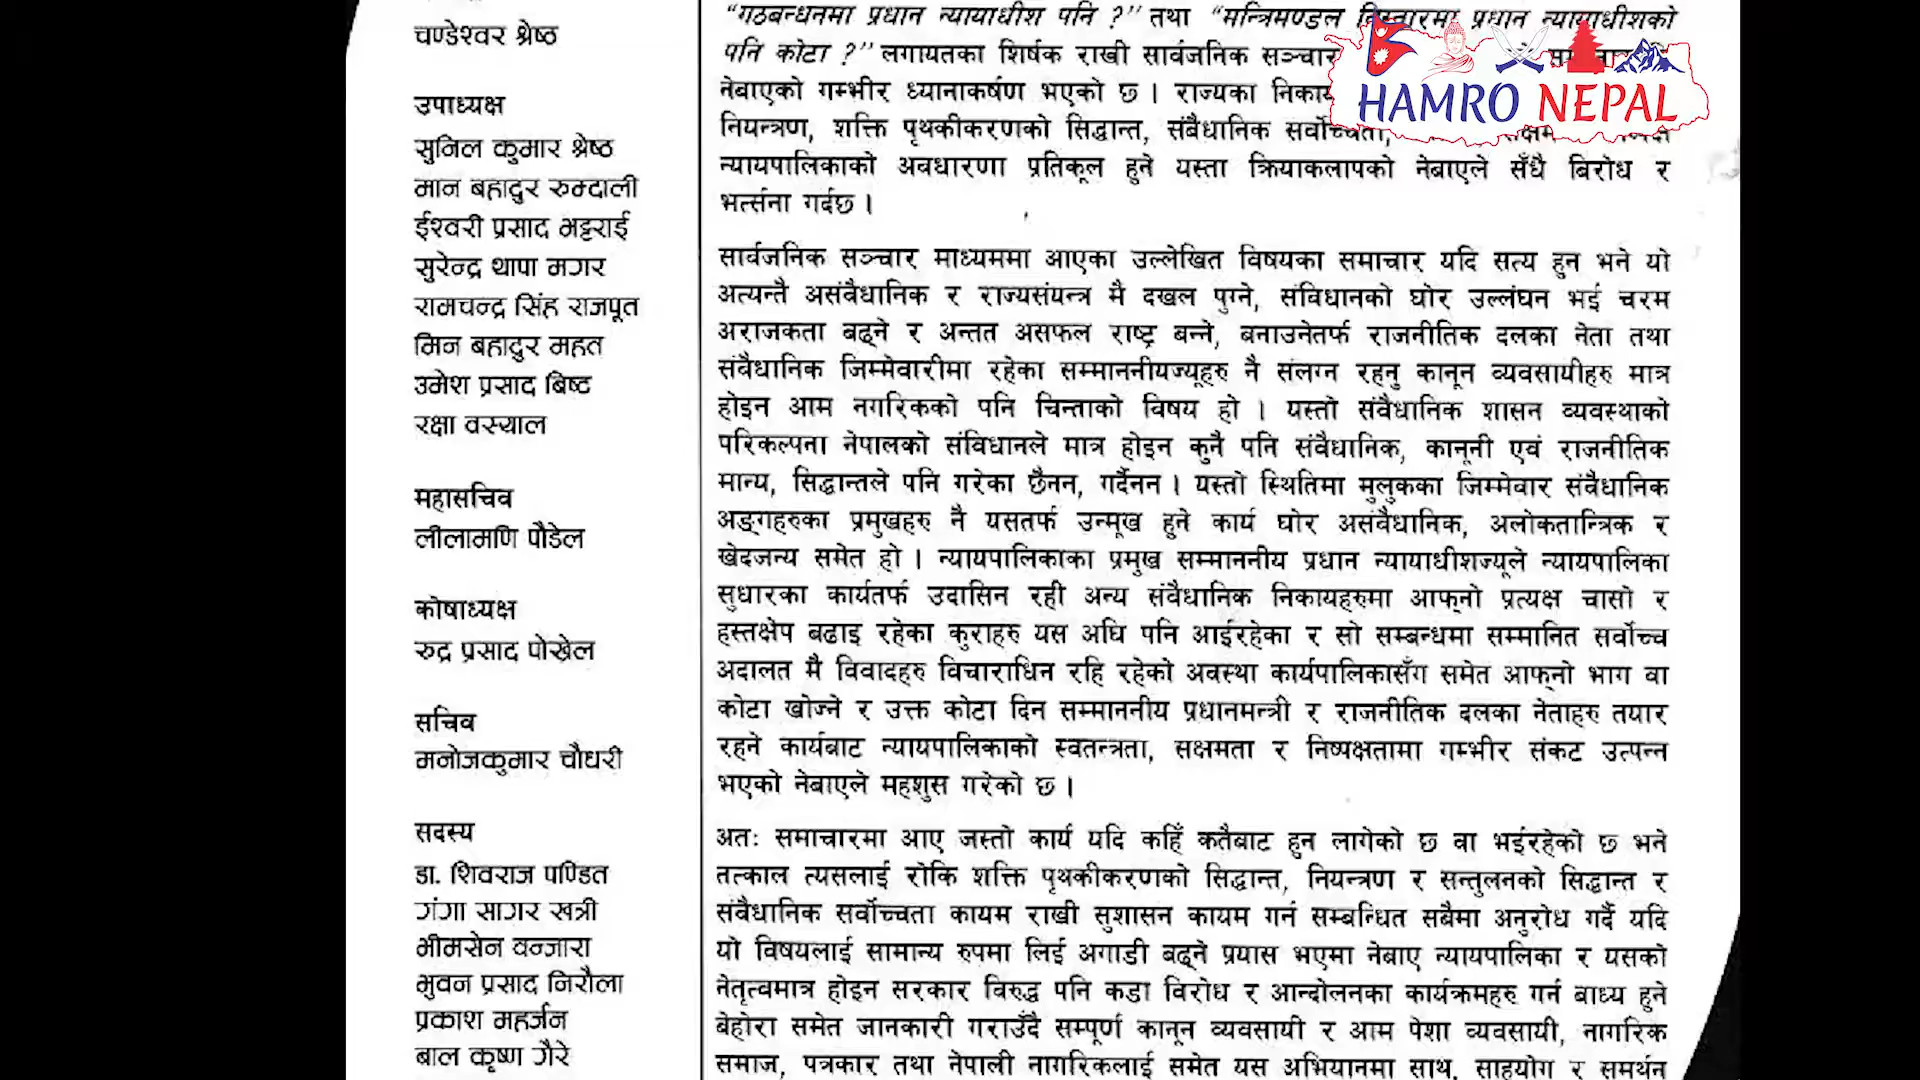 चण्डेश्वर श्रेष्ठ
उपाध्यक्ष
सुनिल कुमार श्रेष्ठ
मान बहादुर रुम्दाली
ईश्वरी प्रसाद भट्टराई
सुरेन्द्र थापा मगर
रामचन्द्र सिंह राजपूत
मिन बहादुर महत
उमेश प्रसाद बिष्ठ
रक्षा वस्याल
महासचिव
लीलामणि पौडेल
कोषाध्यक्ष
रुद्र प्रसाद पोखेल
सचिव
मनोजकुमार चौधरी
सदस्य
डा. शिवराज पण्डित
गंगा सागर खत्री
भीमसेन वन्जारा
भुवन प्रसाद निरौला
प्रकाश महर्जन
बाल कृष्ण गैरे
"गठबन्धनमा प्रधान न्यायाधीश पनि ?" तथा "मन्त्रिमण्डल विस्तारमा प्रधान न्यायाधीशको
पनि कोटा ?" लगायतका शिर्षक राखी सार्वजनिक सञ्चार
नेबाएको गम्भीर ध्यानाकर्षण भएको छ । राज्यका निकाय
नियन्त्रण, शक्ति पृथकीकरणको सिद्धान्त, संबैधानिक सर्वोच्चता,
न्यायपालिकाको अवधारणा प्रतिकूल हुने यस्ता क्रियाकलापको नेबाएले सँधै बिरोध र
भर्त्सना गर्दछ ।
सार्वजनिक सञ्चार माध्यममा आएका उल्लेखित विषयका समाचार यदि सत्य हुन भने यो
अत्यन्तै असंवैधानिक र राज्यसंयन्त्र मै दखल पुग्ने, संविधानको घोर उल्लंघन भई चरम
अराजकता बढ्ने र अन्तत असफल राष्ट्र बन्ने, बनाउनेतर्फ राजनीतिक दलका नेता तथा
संवैधानिक जिम्मेवारीमा रहेका सम्माननीयज्यूहरु नै संलग्न रहनु कानून व्यवसायीहरु मात्र
होइन आम नगरिकको पनि चिन्ताको विषय हो । यस्तो संवैधानिक शासन व्यवस्थाको
परिकल्पना नेपालको संविधानले मात्र होइन कुनै पनि संवैधानिक, कानूनी एवं राजनीतिक
मान्य, सिद्धान्तले पनि गरेका छैनन, गर्दैनन । यस्तो स्थितिमा मुलुकका जिम्मेवार संवैधानिक
अङ्गहरुका प्रमुखहरु नै यसतर्फ उन्मूख हुने कार्य घोर असंवैधानिक, अलोकतान्त्रिक र
खेदजन्य समेत हो । न्यायपालिकाका प्रमुख सम्माननीय प्रधान न्यायाधीशज्यूले न्यायपालिका
सुधारका कार्यतर्फ उदासिन रही अन्य संवैधानिक निकायहरुमा आफ्नो प्रत्यक्ष चासो र
हस्तक्षेप बढाइ रहेका कुराहरु यस अघि पनि आईरहेका र सो सम्बन्धमा सम्मानित सर्वोच्च
अदालत मै विवादहरु विचाराधिन रहि रहेको अवस्था कार्यपालिकासँग समेत आफ्नो भाग वा
कोटा खोज्ने र उक्त कोटा दिन सम्माननीय प्रधानमन्त्री र राजनीतिक दलका नेताहरु तयार
रहने कार्यबाट न्यायपालिकाको स्वतन्त्रता, सक्षमता र निष्पक्षतामा गम्भीर संकट उत्पन्न
भएको नेबाएले महशुस गरेको छ ।
अतः समाचारमा आए जस्तो कार्य यदि कहिँ कतैबाट हुन लागेको छ वा भईरहेको छ भने
तत्काल त्यसलाई रोकि शक्ति पृथकीकरणको सिद्धान्त, नियन्त्रण र सन्तुलनको सिद्धान्त र
संवैधानिक सर्वोच्चता कायम राखी सुशासन कायम गर्न सम्बन्धित सबैमा अनुरोध गर्दै यदि
यो विषयलाई सामान्य रुपमा लिई अगाडी बढ्ने प्रयास भएमा नेबाए न्यायपालिका र यसको
नेतृत्वमात्र होइन सरकार विरुद्ध पनि कडा विरोध र आन्दोलनका कार्यक्रमहरु गर्न बाध्य हुने
बेहोरा समेत जानकारी गराउँदै सम्पूर्ण कानून व्यवसायी र आम पेशा व्यवसायी, नागरिक
समाज, पत्रकार तथा नेपाली नागरिकलाई समेत यस अभियानमा साथ, सहयोग र समर्थन
HAMRO NEPAL